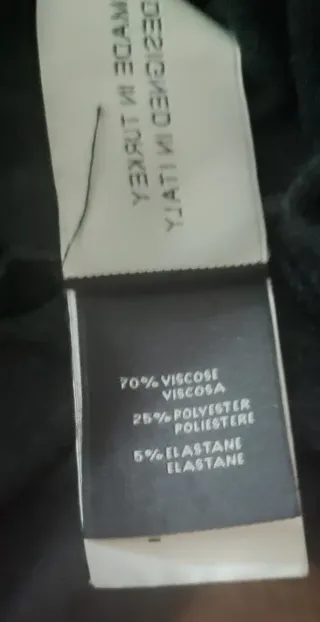 MADE IN TURKEY
DESIGNED IN ITALY
70% VISCOSE
VISCOSA
25% POLYESTER
POLIESTERE
5% ELASTANE
ELASTANE